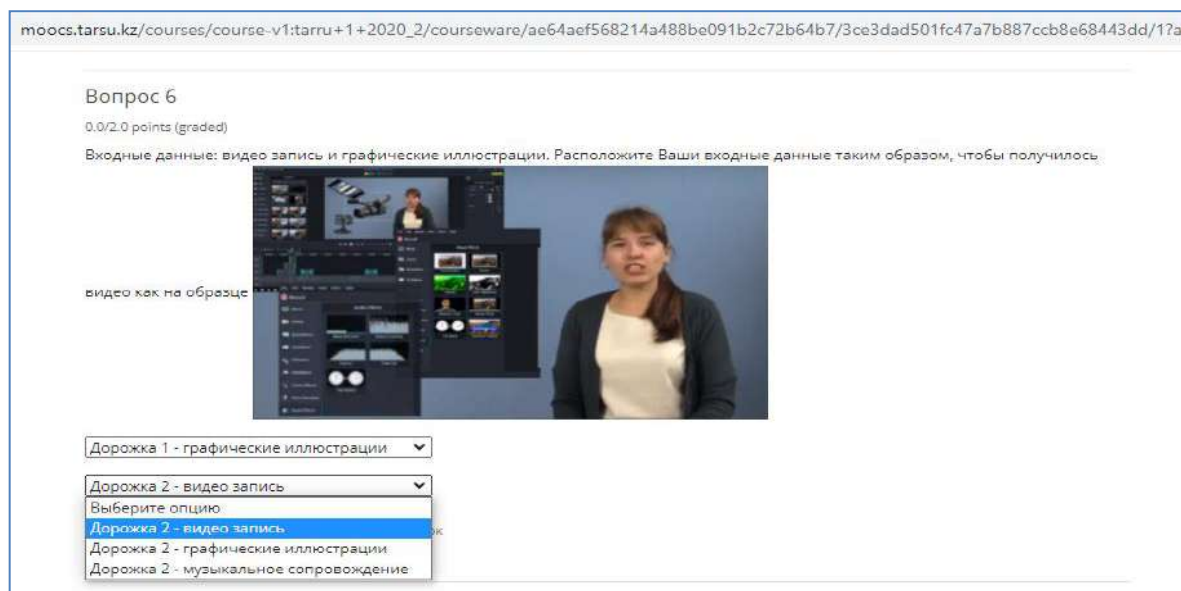 moocs.tarsu.kz/courses/course-v1:tarru+1+2020_2/courseware/ae64aef568214a488be091b2c72b64b7/3ce3dad501fc47a7b887ccb8e68443dd/1?a
Вопрос 6
0.0/2.0 points (graded)
Входные данные: видео запись и графические иллюстрации. Расположите Ваши входные данные таким образом, чтобы получилось
видео как на образце
Дорожка 1 - графические иллюстрации
Дорожка 2 - видео запись
Выберите опцию
Дорожка 2 - видео запись
ок
Дорожка 2 - графические иллюстрации
Дорожка 2 - музыкальное сопровождение